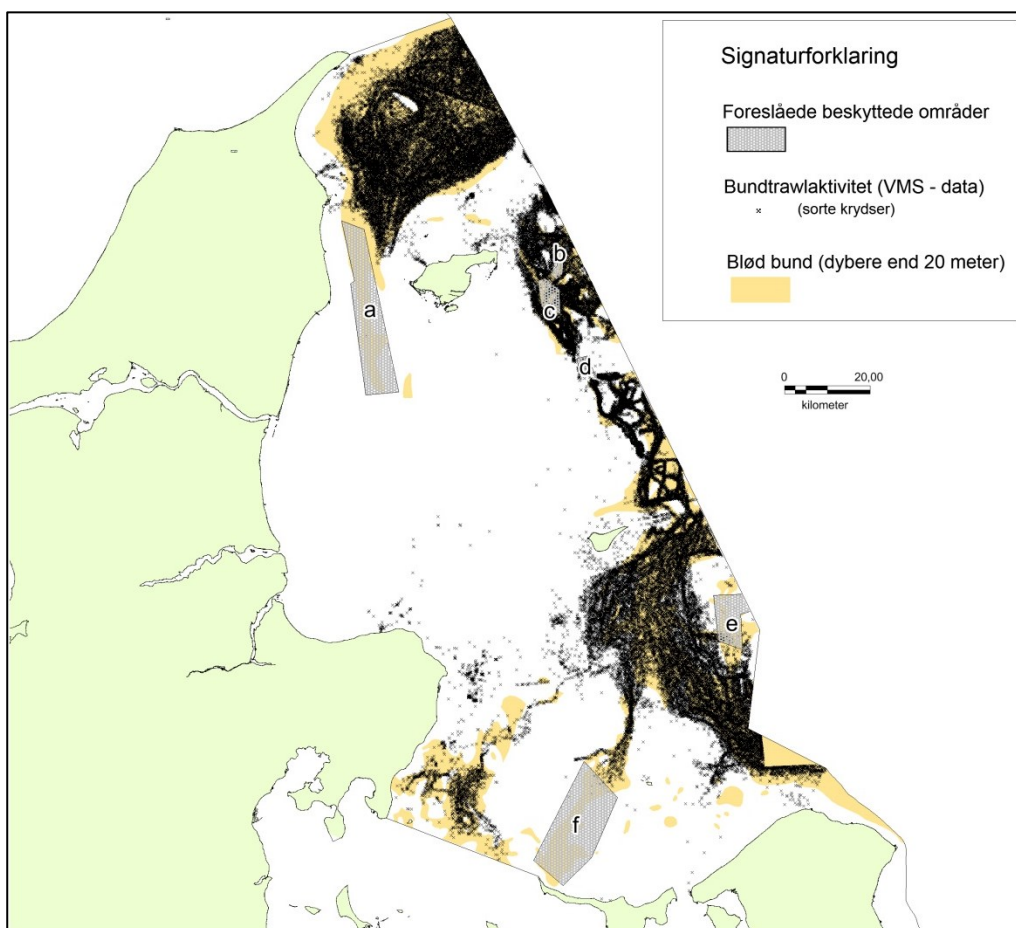 Signaturforklaring
Foreslåede beskyttede områder
Bundtrawlaktivitet (VMS - data)
(sorte krydser)
Blød bund (dybere end 20 meter)
0 20,00
kilometer
a
b
c
d
e
f